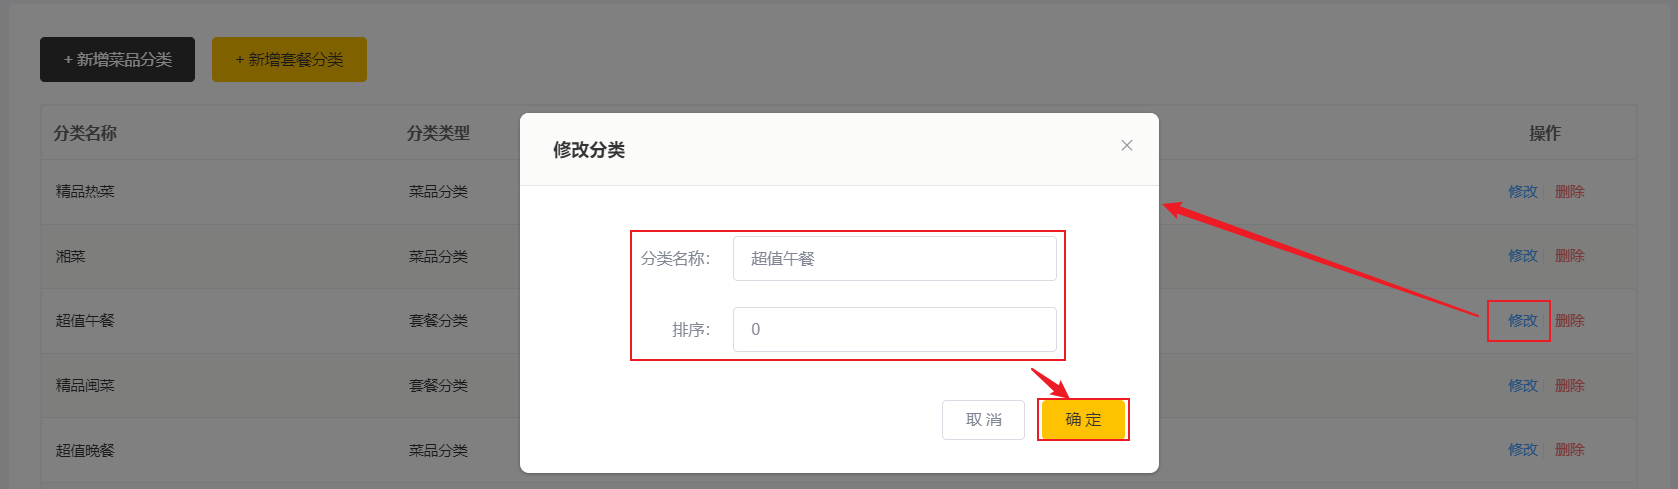 + 新增菜品分类 + 新增套餐分类
分类名称 分类类型 操作
修改分类
精品热菜 菜品分类 修改 删除
湘菜 菜品分类 修改 删除
分类名称： 超值午餐
超值午餐 套餐分类 修改 删除
排序： 0
精品闽菜 套餐分类 修改 删除
取 消 确 定
超值晚餐 菜品分类 修改 删除